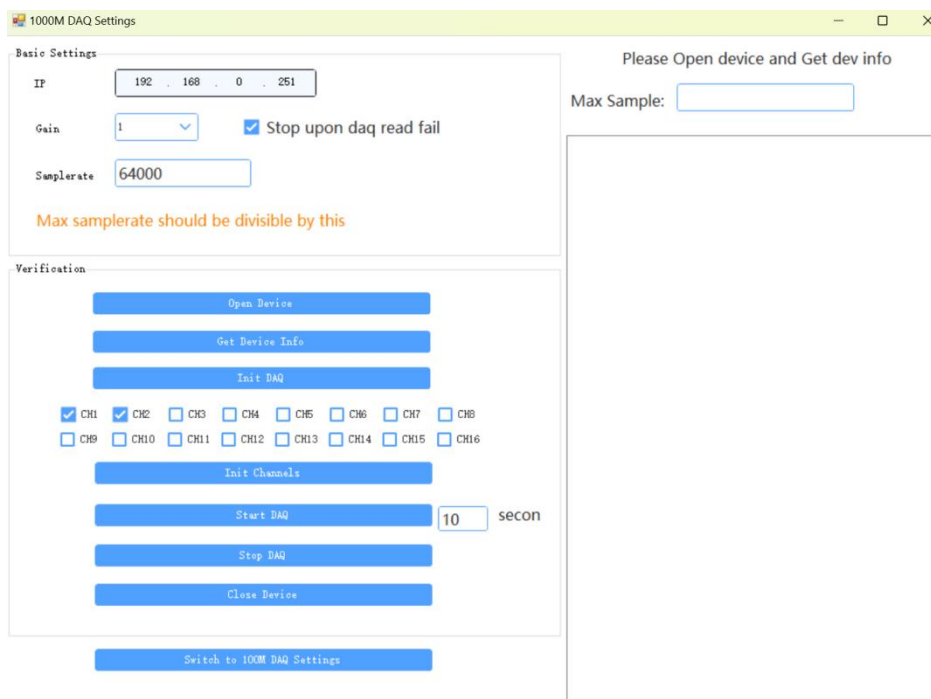 1000M DAQ Settings
Basic Settings
IP 192 . 168 . 0 . 251
Gain 1 Stop upon daq read fail
Samplerate 64000
Max samplerate should be divisible by this
Please Open device and Get dev info
Max Sample:
Verification
Open Device
Get Device Info
Init DAQ
CH1 CH2 CH3 CH4 CH5 CH6 CH7 CH8
CH9 CH10 CH11 CH12 CH13 CH14 CH15 CH16
Init Channels
Start DAQ 10 secon
Stop DAQ
Close Device
Switch to 100M DAQ Settings